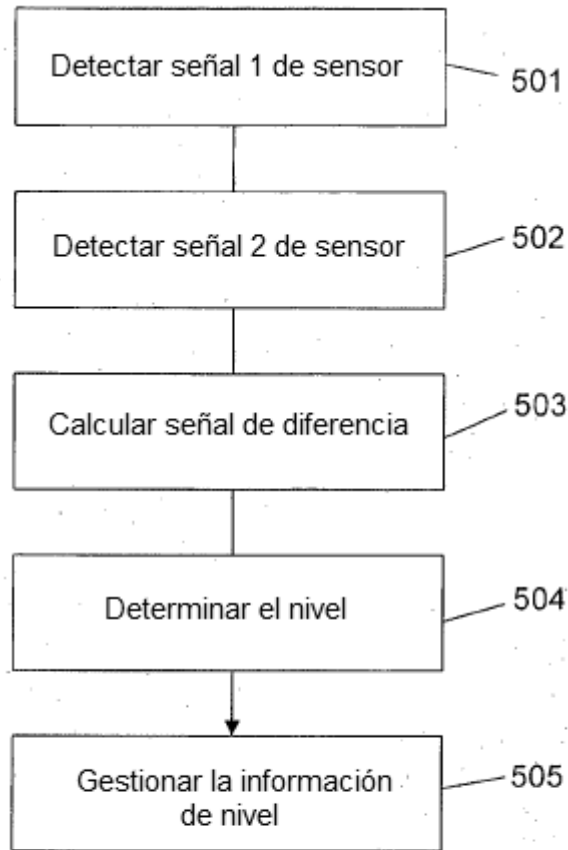 Detectar señal 1 de sensor
501
Detectar señal 2 de sensor
502
Calcular señal de diferencia
503
Determinar el nivel
504
Gestionar la información
de nivel
505